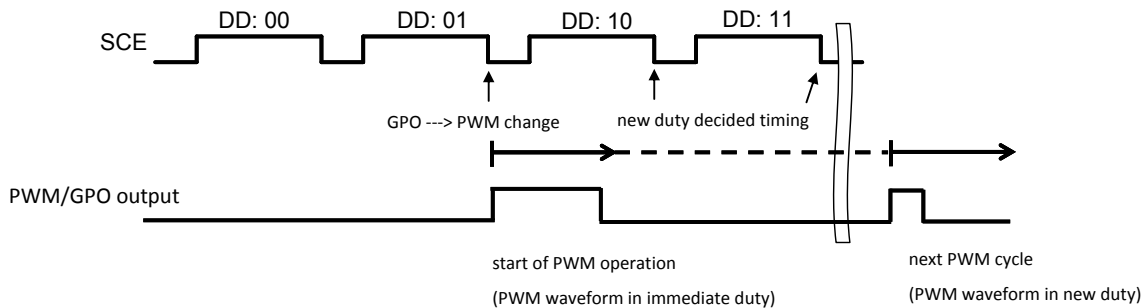 DD: 00 DD: 01 DD: 10 DD: 11
SCE
GPO ---> PWM change new duty decided timing
PWM/GPO output
start of PWM operation next PWM cycle
(PWM waveform in immediate duty) (PWM waveform in new duty)